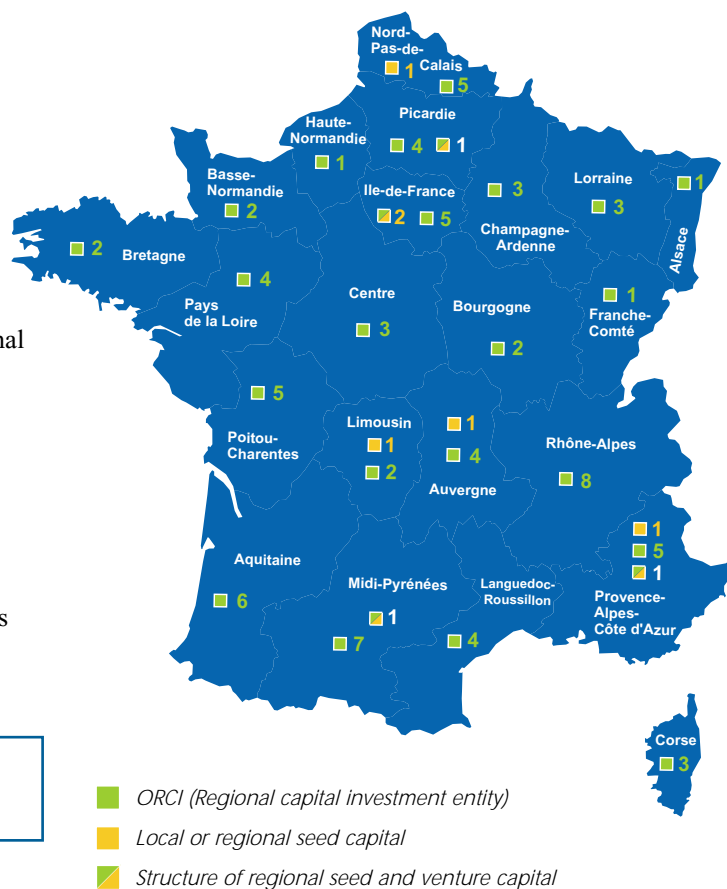 Nord-
Pas-de-
Calais
1
5
Picardie
4
1
Haute-
Normandie
1
Basse-
Normandie
2
Ile-de-France
2
5
3
Champagne-
Ardenne
Lorraine
3
1
Alsace
2
Bretagne
4
Pays
de la Loire
Centre
3
Bourgogne
2
1
Franche-
Comté
nal
5
Poitou-
Charentes
Limousin
1
2
1
4
Auvergne
Rhône-Alpes
8
Aquitaine
6
Midi-Pyrénées
1
7
Languedoc-
Roussillon
4
1
5
1
Provence-
Alpes-
Côte d'Azur
s
Corse
3
ORCI (Regional capital investment entity)
Local or regional seed capital
Structure of regional seed and venture capital